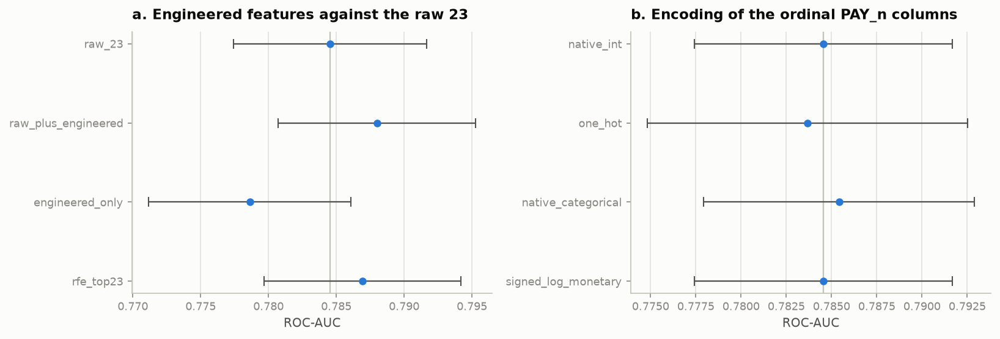 a. Engineered features against the raw 23
raw_23
raw_plus_engineered
engineered_only
rfe_top23
0.770 0.775 0.780 0.785 0.790 0.795
ROC-AUC
b. Encoding of the ordinal PAY_n columns
native_int
one_hot
native_categorical
signed_log_monetary
0.7750 0.7775 0.7800 0.7825 0.7850 0.7875 0.7900 0.7925
ROC-AUC